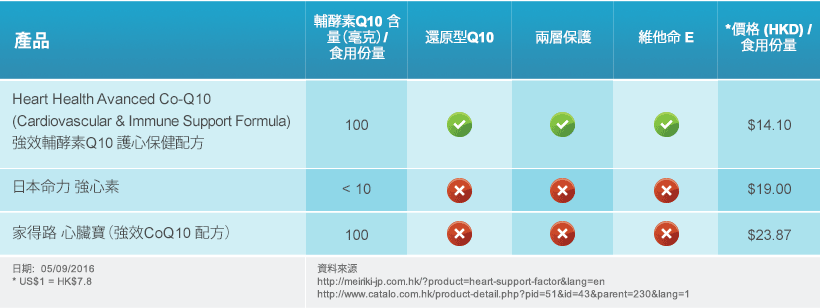 產品
輔酵素Q10 含
量（毫克）/
食用份量
還原型Q10
兩層保護
維他命 E
*價格 (HKD) /
食用份量
Heart Health Avanced Co-Q10
(Cardiovascular & Immune Support Formula)
強效輔酵素Q10 護心保健配方
100
$14.10
日本命力 強心素
< 10
$19.00
家得路 心臟寶（強效CoQ10 配方）
100
$23.87
日期: 05/09/2016
* US$1 = HK$7.8
資料來源
http://meiriki-jp.com.hk/?product=heart-support-factor&lang=en
http://www.catalo.com.hk/product-detail.php?pid=51&id=43&parent=230&lang=1